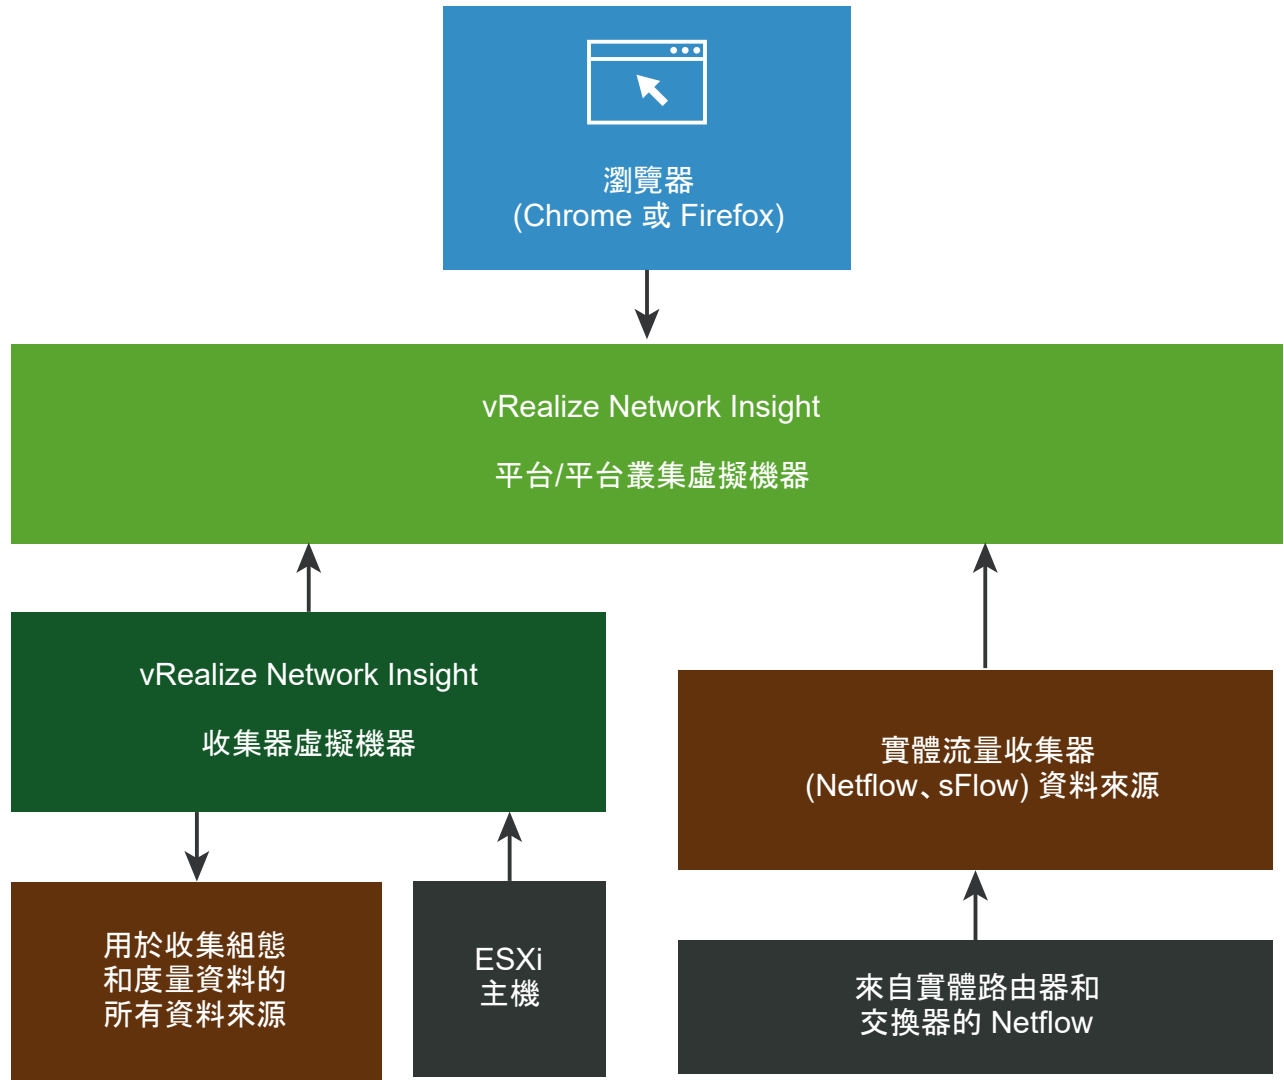 瀏覽器
(Chrome 或 Firefox)
vRealize Network Insight
平台/平台叢集虛擬機器
vRealize Network Insight
收集器虛擬機器
實體流量收集器
(Netflow、sFlow) 資料來源
用於收集組態
和度量資料的
所有資料來源
ESXi
主機
來自實體路由器和
交換器的 Netflow